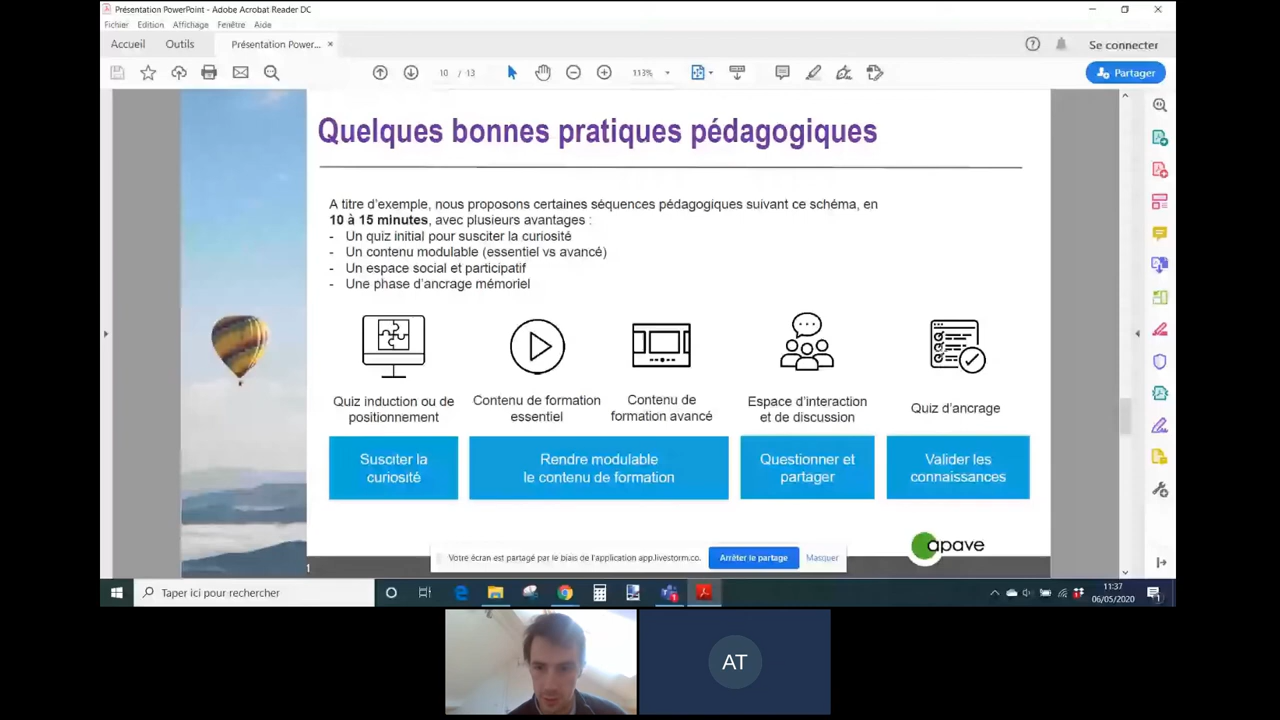 Présentation PowerPoint - Adobe Acrobat Reader DC
Fichier Edition Affichage Fenêtre Aide
Accueil Outils Présentation Power... × Se connecter
10 / 13 113% Partager
Quelques bonnes pratiques pédagogiques
A titre d'exemple, nous proposons certaines séquences pédagogiques suivant ce schéma, en
10 à 15 minutes, avec plusieurs avantages :
- Un quiz initial pour susciter la curiosité
- Un contenu modulable (essentiel vs avancé)
- Un espace social et participatif
- Une phase d'ancrage mémoriel
Quiz induction ou de
positionnement
Contenu de formation
essentiel
Contenu de
formation avancé
Espace d'interaction
et de discussion
Quiz d'ancrage
Susciter la
curiosité
Rendre modulable
le contenu de formation
Questionner et
partager
Valider les
connaissances
apave
Votre écran est partagé par le biais de l'application app.livestorm.co. Arrêter le partage Masquer
1
Taper ici pour rechercher
11:37
06/05/2020
AT